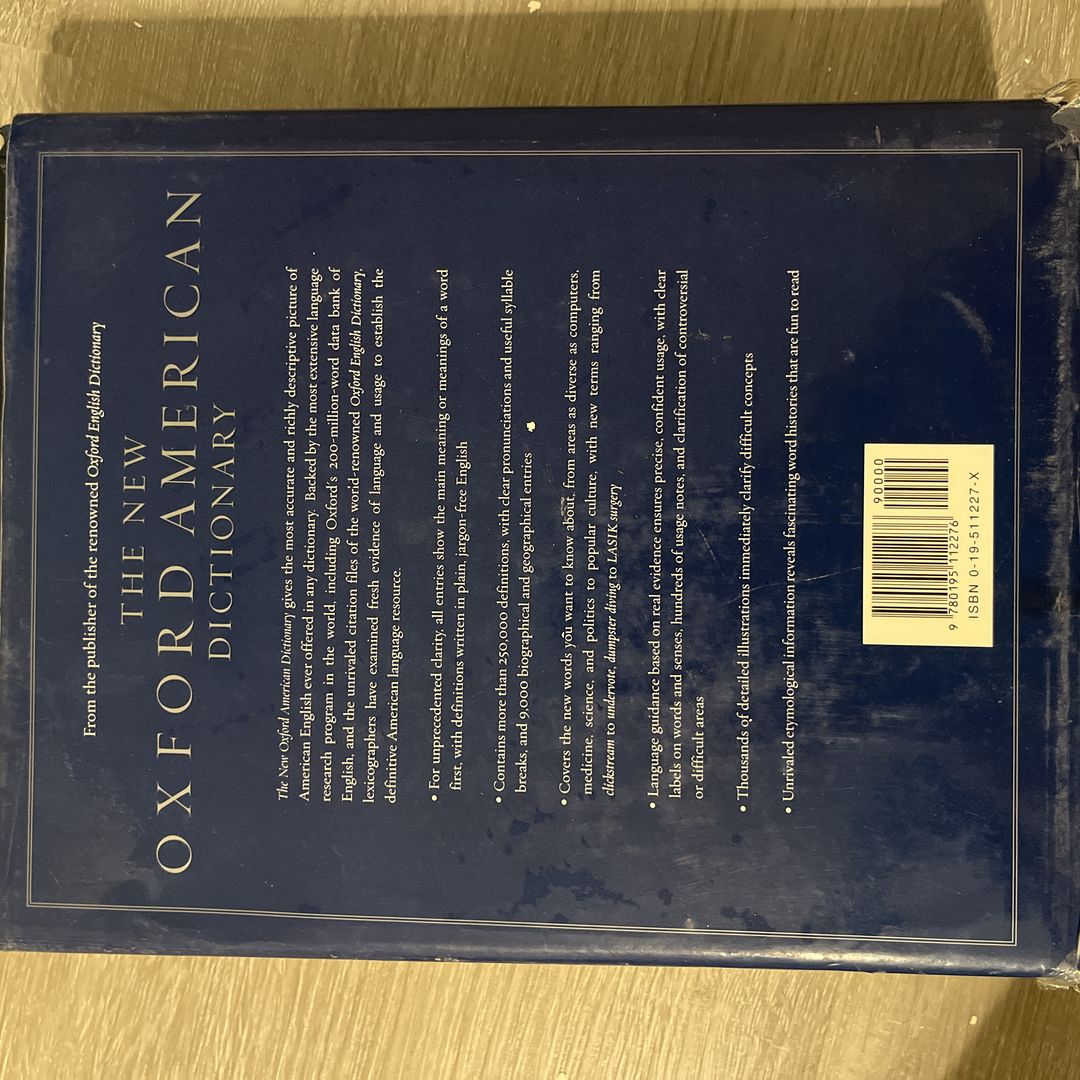 From the publisher of the renowned Oxford English Dictionary
THE NEW
OXFORD AMERICAN
DICTIONARY
The New Oxford American Dictionary gives the most accurate and richly descriptive picture of
American English ever offered in any dictionary. Backed by the most extensive language
research program in the world, including Oxford's 200-million-word data bank of
English, and the unrivaled citation files of the world-renowned Oxford English Dictionary,
lexicographers have examined fresh evidence of language and usage to establish the
definitive American language resource.
• For unprecedented clarity, all entries show the main meaning or meanings of a word
first, with definitions written in plain, jargon-free English
• Contains more than 250,000 definitions, with clear pronunciations and useful syllable
breaks, and 9,000 biographical and geographical entries
• Covers the new words you want to know about, from areas as diverse as computers,
medicine, science, and politics to popular culture, with new terms ranging from
clickstream to undervote, dumpster diving to LASIK surgery
• Language guidance based on real evidence ensures precise, confident usage, with clear
labels on words and senses, hundreds of usage notes, and clarification of controversial
or difficult areas
• Thousands of detailed illustrations immediately clarify difficult concepts
• Unrivaled etymological information reveals fascinating word histories that are fun to read
90000
9 780195 112276
ISBN 0-19-511227-X